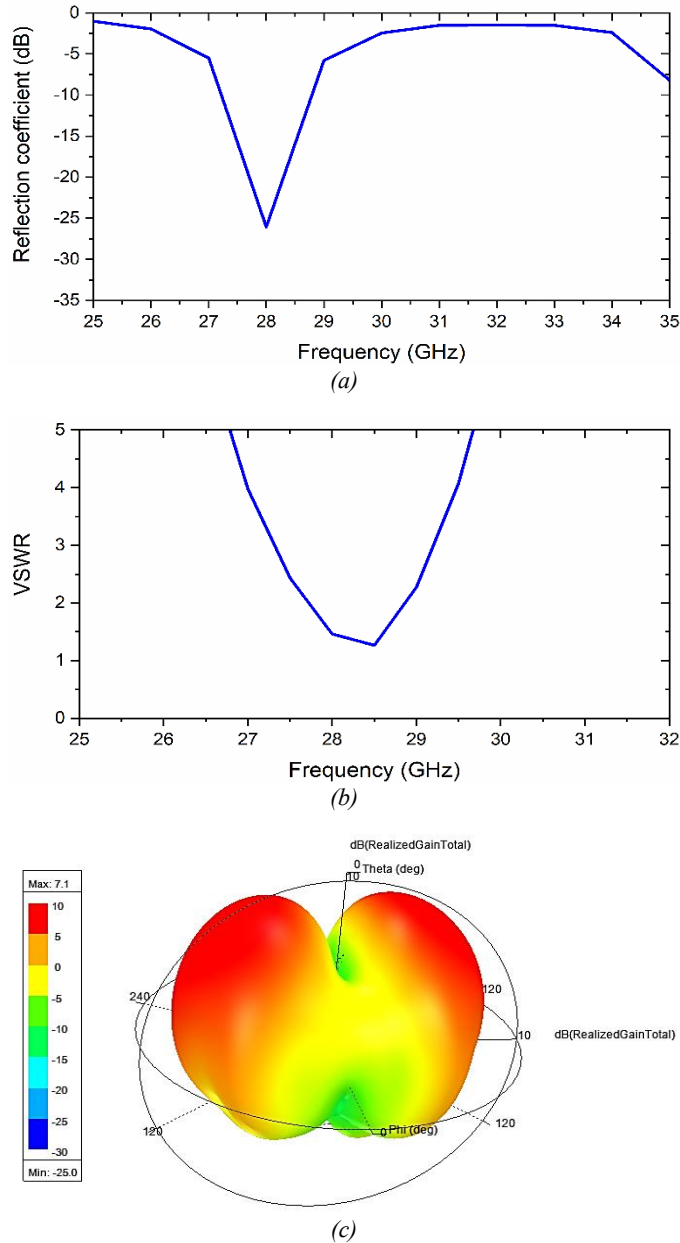 0
-5
-10
-15
-20
-25
-30
-35
Reflection coefficient (dB)
25 26 27 28 29 30 31 32 33 34 35
Frequency (GHz)
(a)
5
4
3
2
1
0
VSWR
25 26 27 28 29 30 31 32
Frequency (GHz)
(b)
dB(RealizedGainTotal)
0
10
Theta (deg)
Max: 7.1
10
5
0
-5
-10
-15
-20
-25
-30
Min: -25.0
240
120
10
dB(RealizedGainTotal)
120
120
0
Phi (deg)
(c)